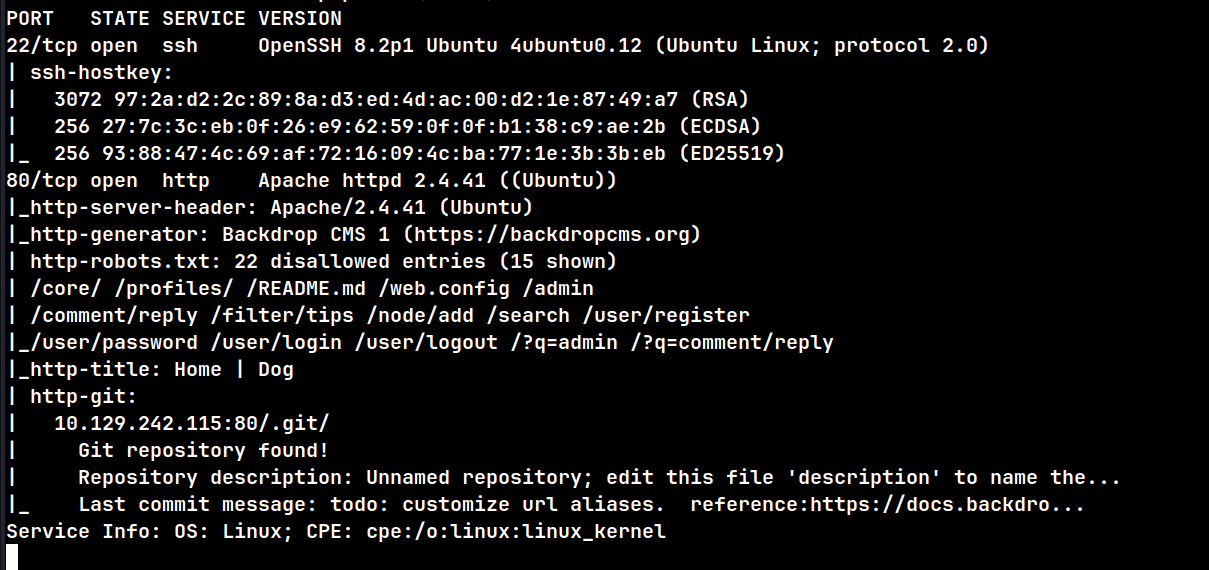 PORT   STATE SERVICE VERSION
22/tcp open  ssh     OpenSSH 8.2p1 Ubuntu 4ubuntu0.12 (Ubuntu Linux; protocol 2.0)
| ssh-hostkey:
|   3072 97:2a:d2:2c:89:8a:d3:ed:4d:ac:00:d2:1e:87:49:a7 (RSA)
|   256 27:7c:3c:eb:0f:26:e9:62:59:0f:0f:b1:38:c9:ae:2b (ECDSA)
|_  256 93:88:47:4c:69:af:72:16:09:4c:ba:77:1e:3b:3b:eb (ED25519)
80/tcp open  http    Apache httpd 2.4.41 ((Ubuntu))
|_http-server-header: Apache/2.4.41 (Ubuntu)
|_http-generator: Backdrop CMS 1 (https://backdropcms.org)
| http-robots.txt: 22 disallowed entries (15 shown)
| /core/ /profiles/ /README.md /web.config /admin
| /comment/reply /filter/tips /node/add /search /user/register
|_/user/password /user/login /user/logout /?q=admin /?q=comment/reply
|_http-title: Home | Dog
| http-git:
|   10.129.242.115:80/.git/
|     Git repository found!
|     Repository description: Unnamed repository; edit this file 'description' to name the...
|_    Last commit message: todo: customize url aliases.  reference:https://docs.backdro...
Service Info: OS: Linux; CPE: cpe:/o:linux:linux_kernel